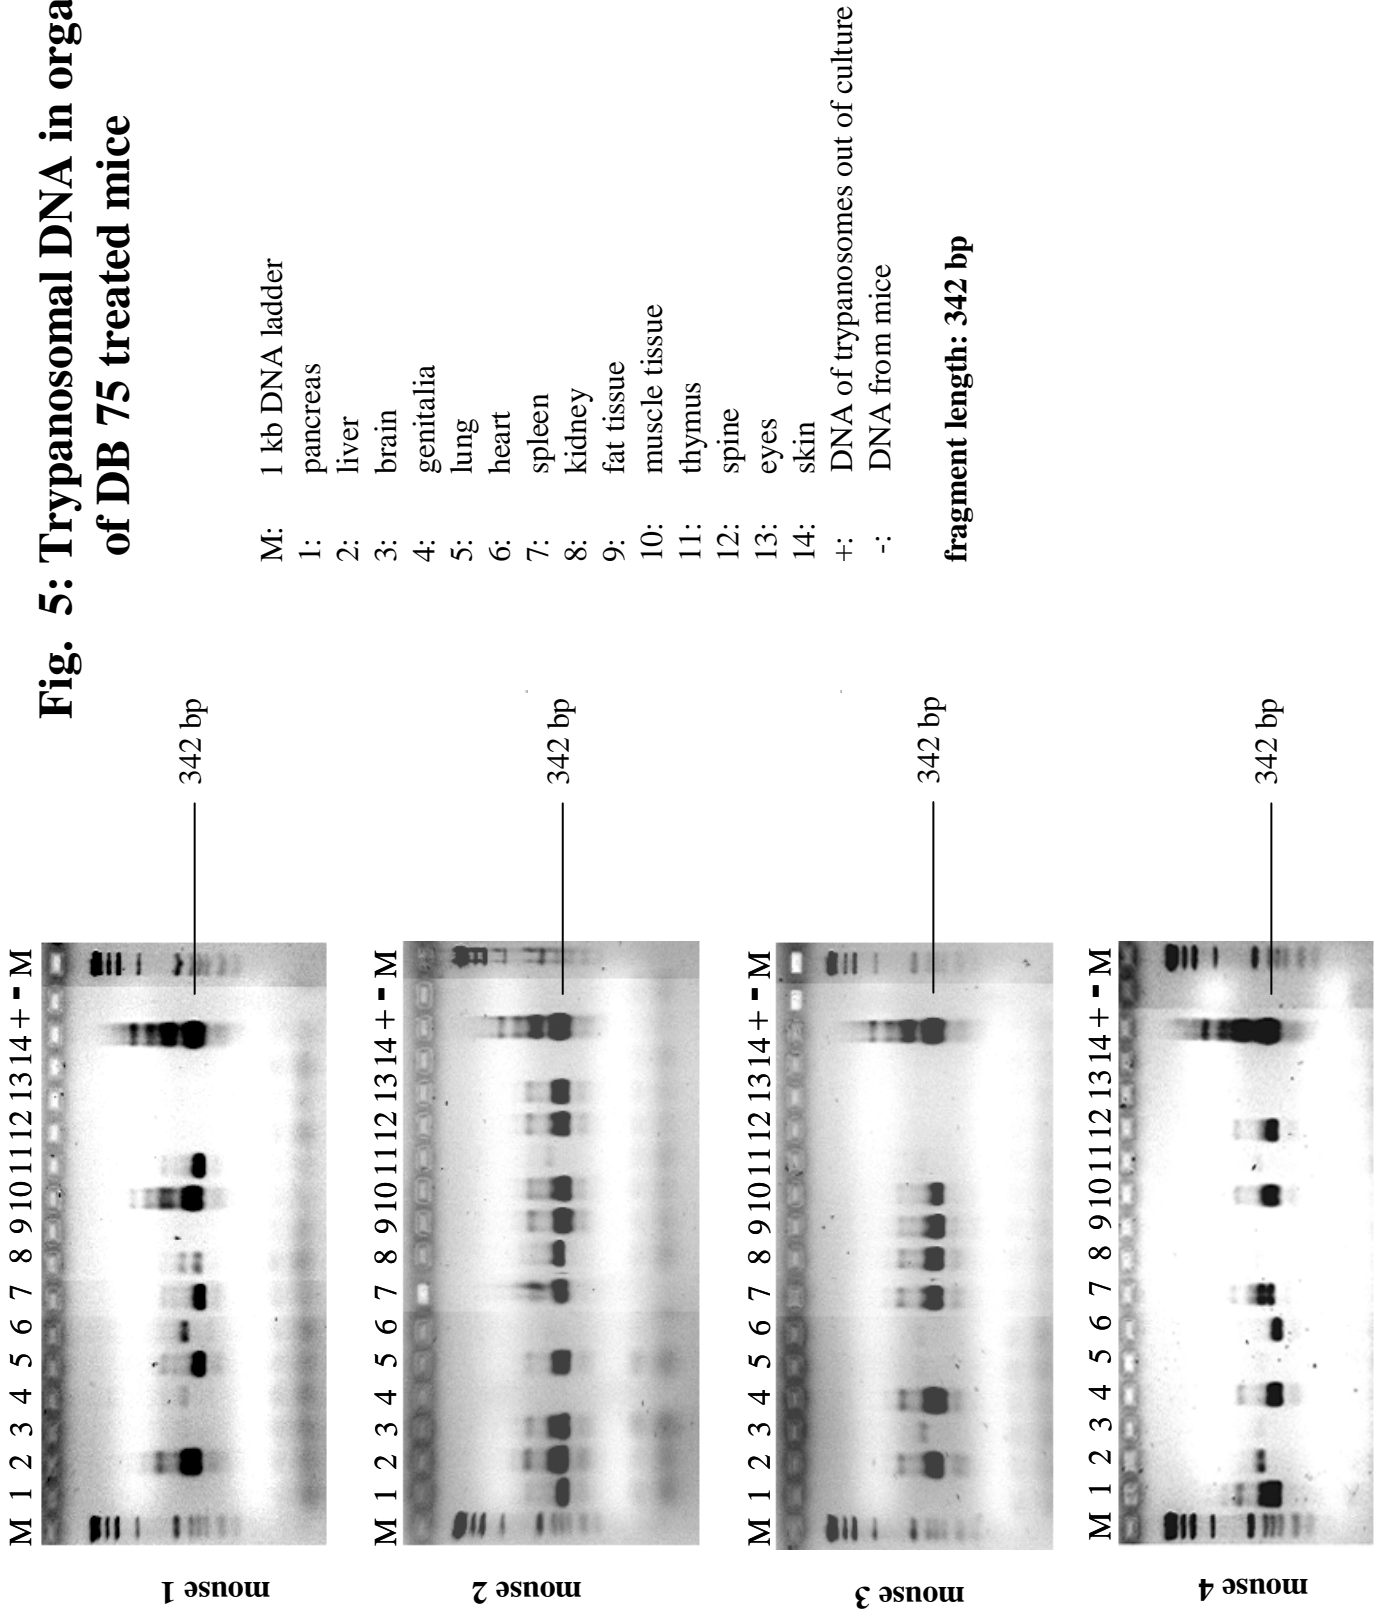 Fig. 5: Trypanosomal DNA in orga
of DB 75 treated mice
M: 1 kb DNA ladder
1: pancreas
2: liver
3: brain
4: genitalia
5: lung
6: heart
7: spleen
8: kidney
9: fat tissue
10: muscle tissue
11: thymus
12: spine
13: eyes
14: skin
+: DNA of trypanosomes out of culture
-: DNA from mice
fragment length: 342 bp
mouse 1
M 1 2 3 4 5 6 7 8 9 10 11 12 13 14 + - M
342 bp
mouse 2
M 1 2 3 4 5 6 7 8 9 10 11 12 13 14 + - M
342 bp
mouse 3
M 1 2 3 4 5 6 7 8 9 10 11 12 13 14 + - M
342 bp
mouse 4
M 1 2 3 4 5 6 7 8 9 10 11 12 13 14 + - M
342 bp